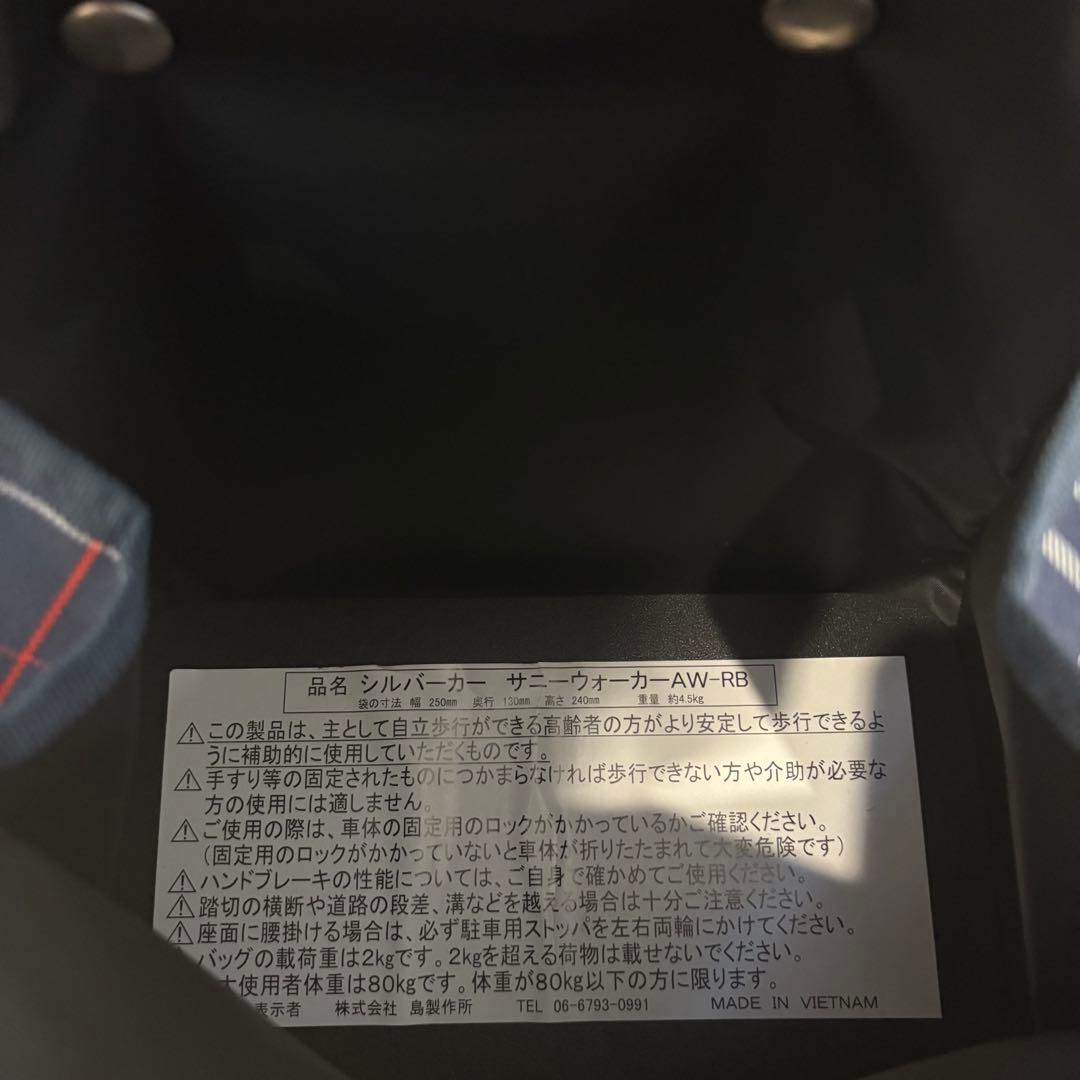 品名 シルバーカー サニーウォーカーAW-RB
袋の寸法 幅 250mm 奥行 130mm 高さ 240mm 重量 約4.5kg
⚠この製品は、主として自立歩行ができる高齢者の方がより安定して歩行できるよ
うに補助的に使用していただくものです。
⚠手すり等の固定されたものにつかまらなければ歩行できない方や介助が必要な
方の使用には適しません。
⚠ご使用の際は、車体の固定用のロックがかかっているかご確認ください。
(固定用のロックがかかっていないと車体が折りたたまれて大変危険です)
⚠ハンドブレーキの性能については、ご自身で確かめてご使用ください。
⚠踏切の横断や道路の段差、溝などを越える場合は十分ご注意ください。
⚠座面に腰掛ける場合は、必ず駐車用ストッパを左右両輪にかけてください。
バッグの載荷重は2kgです。2kgを超える荷物は載せないでください。
大使用者体重は80kgです。体重が80kg以下の方に限ります。
表示者 株式会社 島製作所 TEL 06-6793-0991 MADE IN VIETNAM